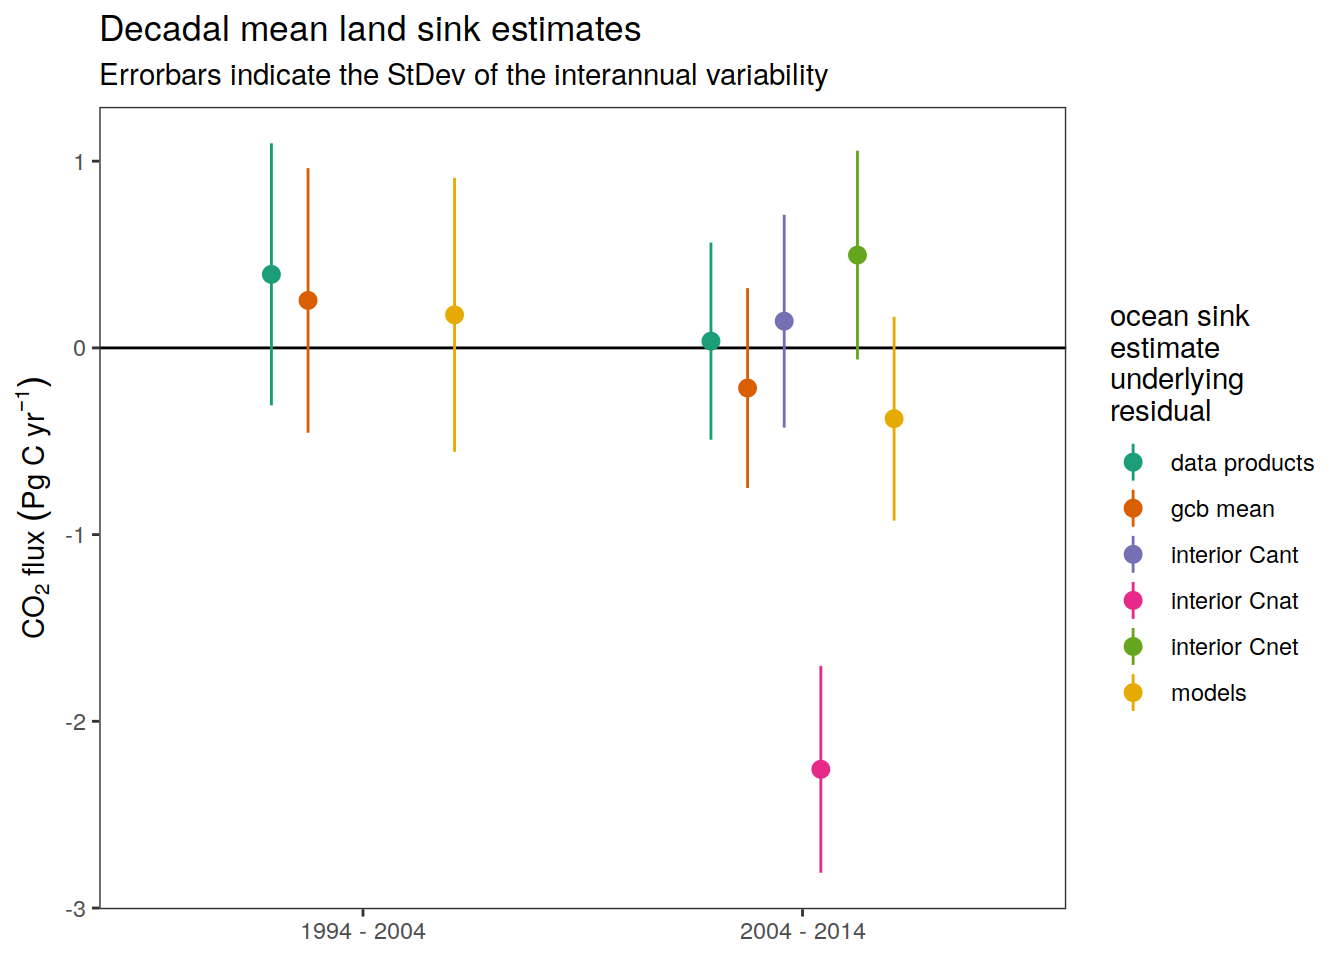 Decadal mean land sink estimates
Errorbars indicate the StDev of the interannual variability
CO₂ flux (Pg C yr⁻¹)
1
0
-1
-2
-3
1994 - 2004
2004 - 2014
ocean sink
estimate
underlying
residual
data products
gcb mean
interior Cant
interior Cnat
interior Cnet
models